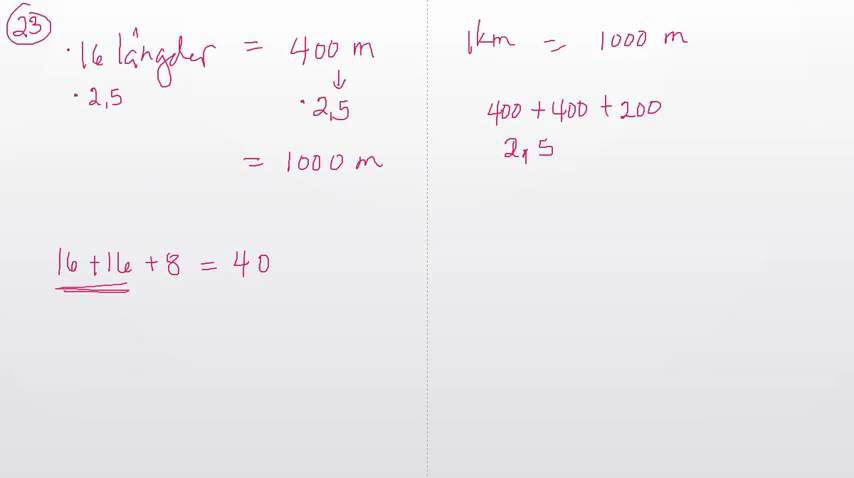 23
· 16 längder = 400 m
↓
· 2,5 · 2,5
= 1000 m
16 + 16 + 8 = 40
1km = 1000 m
400 + 400 + 200
2,5